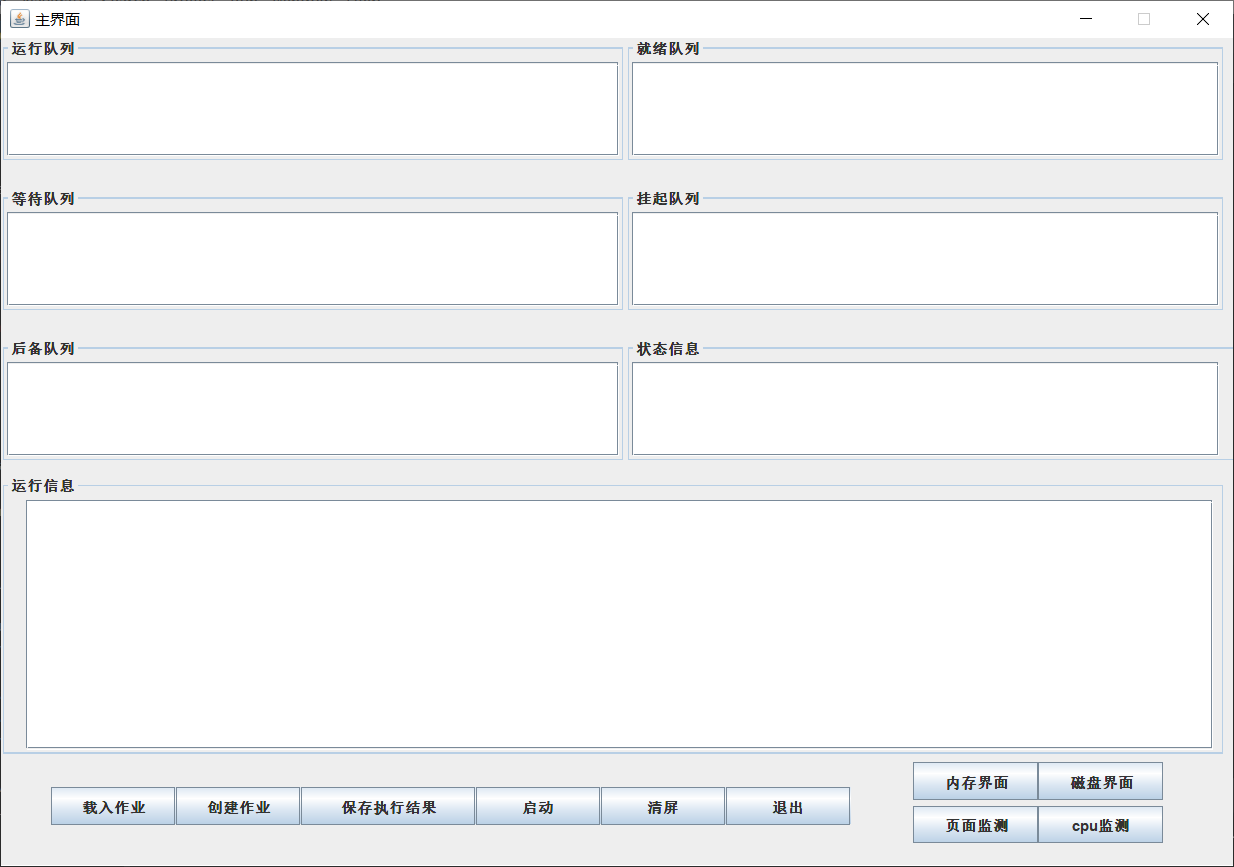 主界面
运行队列
就绪队列
等待队列
挂起队列
后备队列
状态信息
运行信息
载入作业
创建作业
保存执行结果
启动
清屏
退出
内存界面
磁盘界面
页面监测
cpu监测